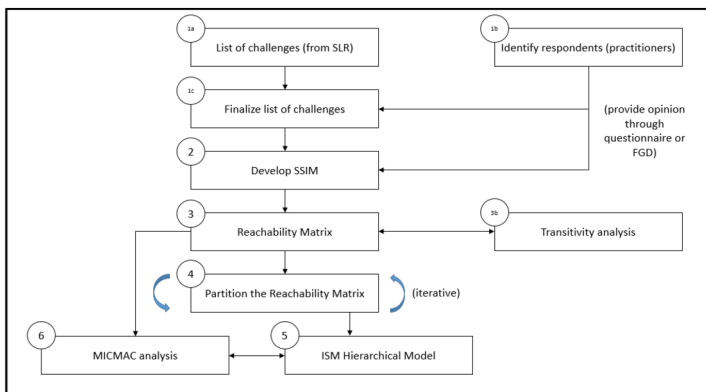 1a
List of challenges (from SLR)
1b
Identify respondents (practitioners)
1c
Finalize list of challenges
(provide opinion
through
questionnaire or
FGD)
2
Develop SSIM
3
Reachability Matrix
3b
Transitivity analysis
4
Partition the Reachability Matrix
(iterative)
6
MICMAC analysis
5
ISM Hierarchical Model